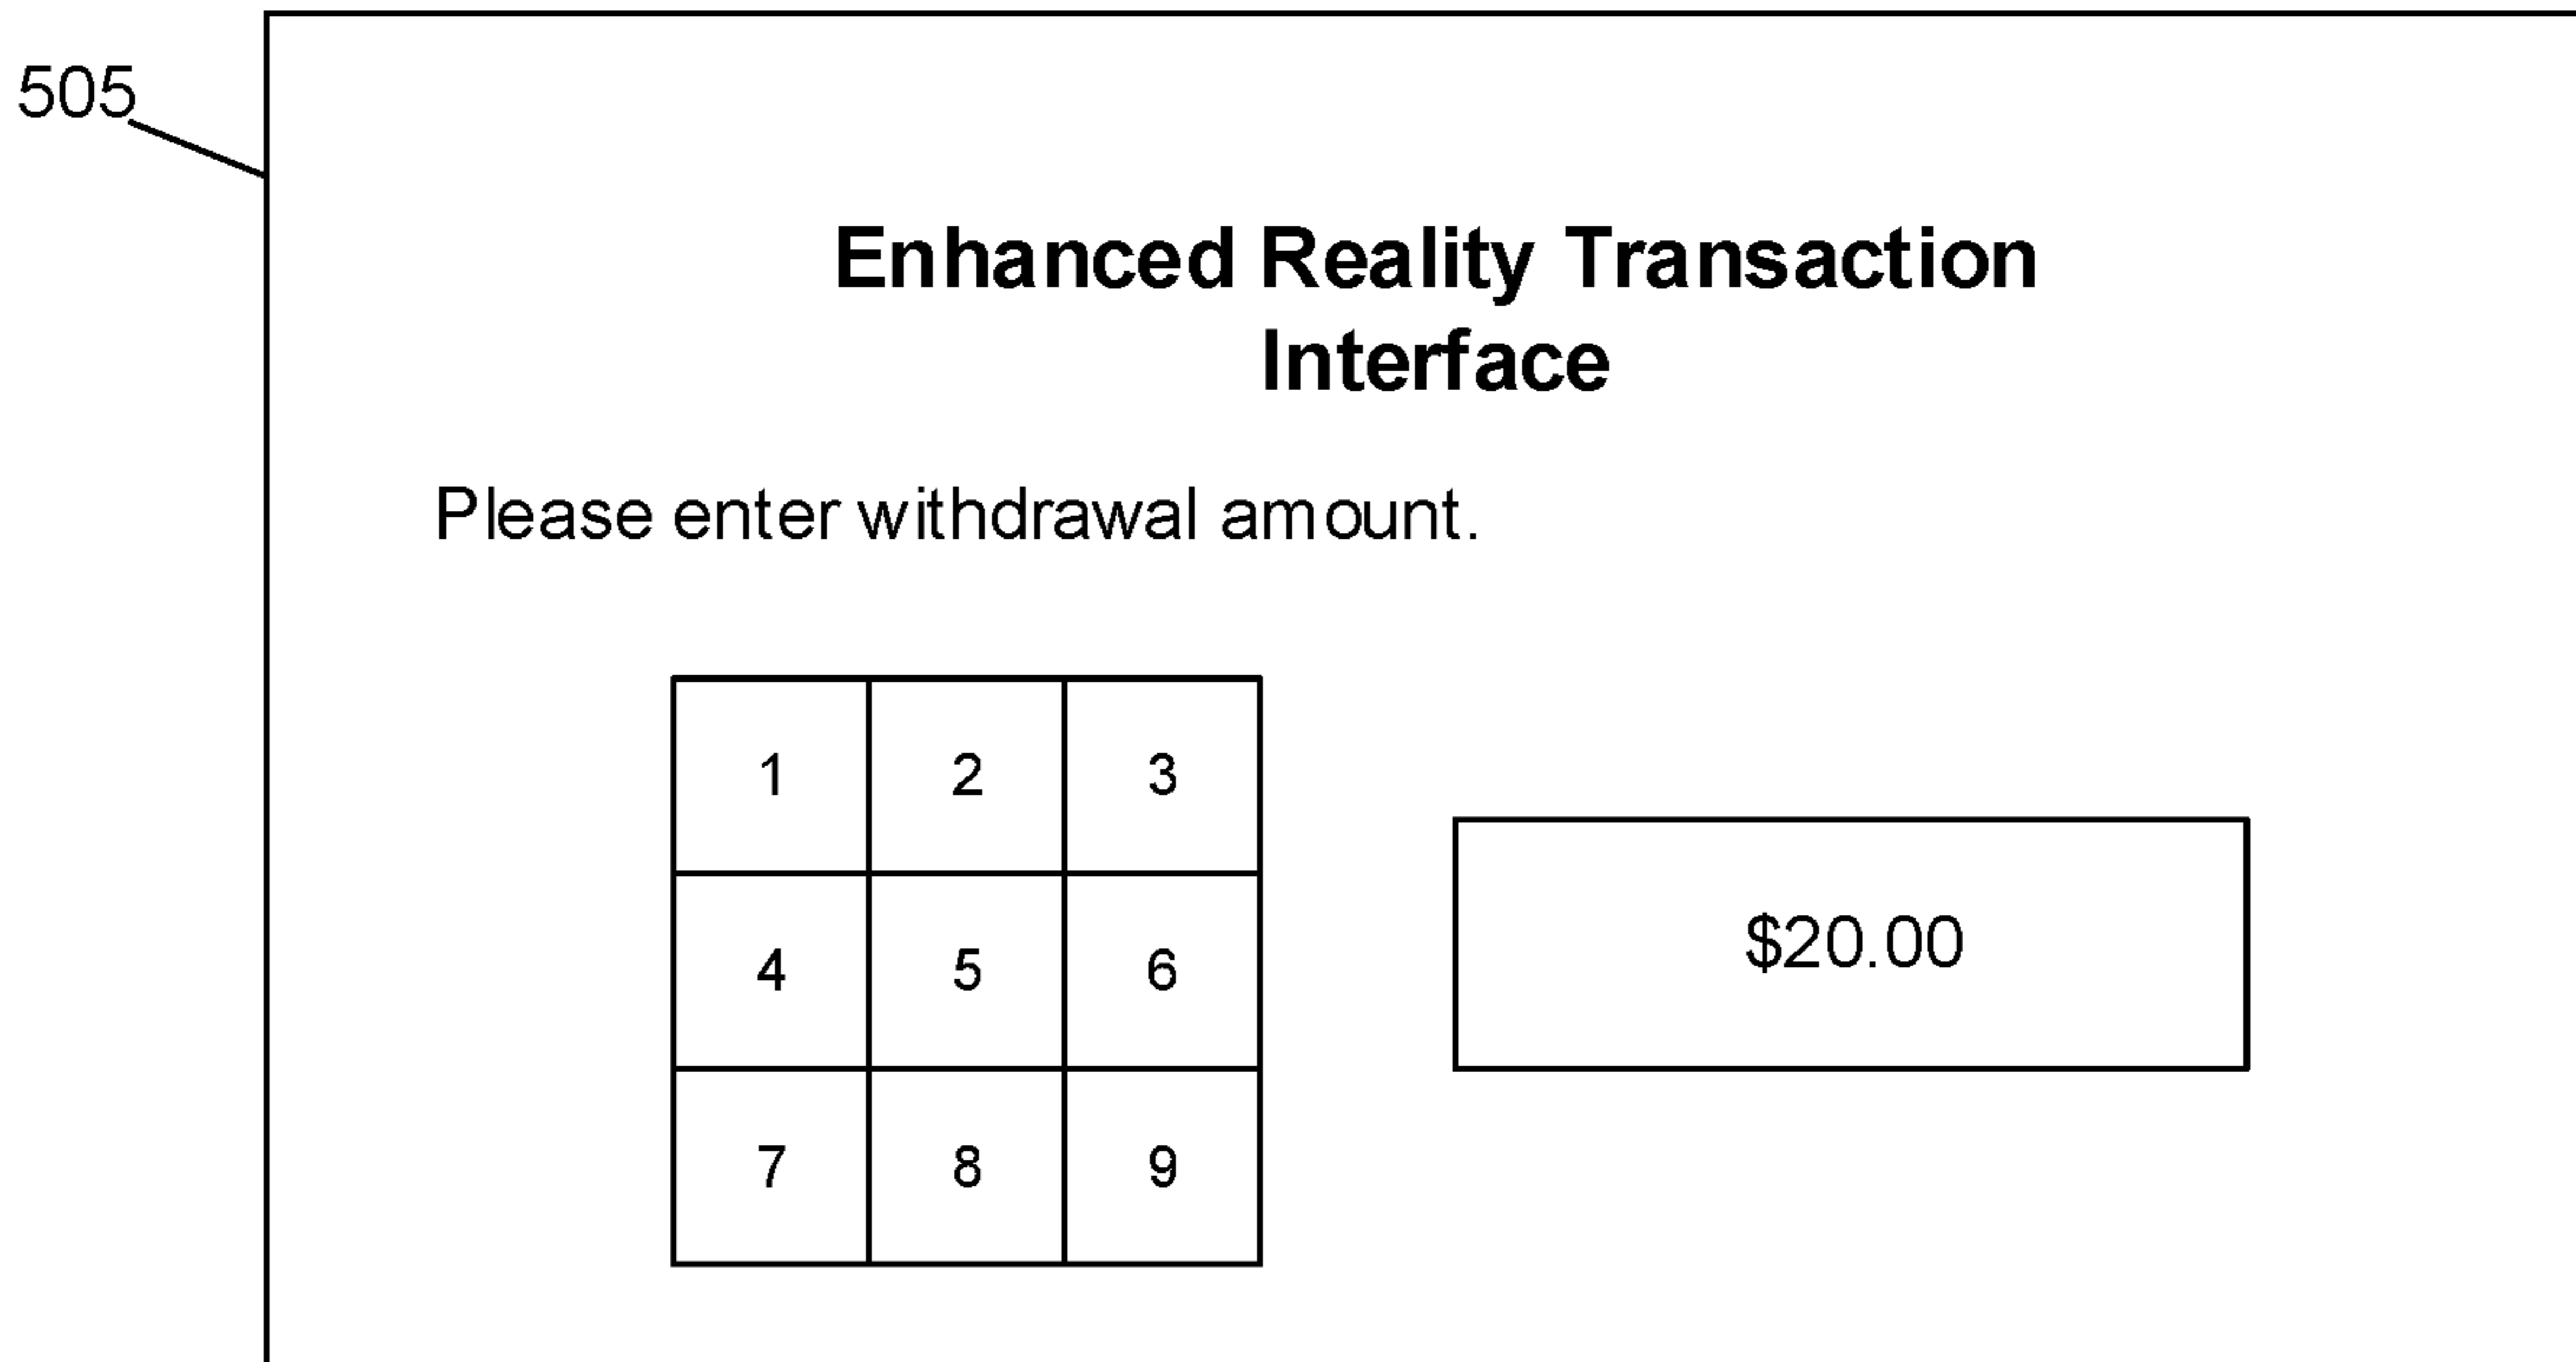 505
Enhanced Reality Transaction
Interface
Please enter withdrawal amount.
1 2 3
4 5 6
$20.00
7 8 9